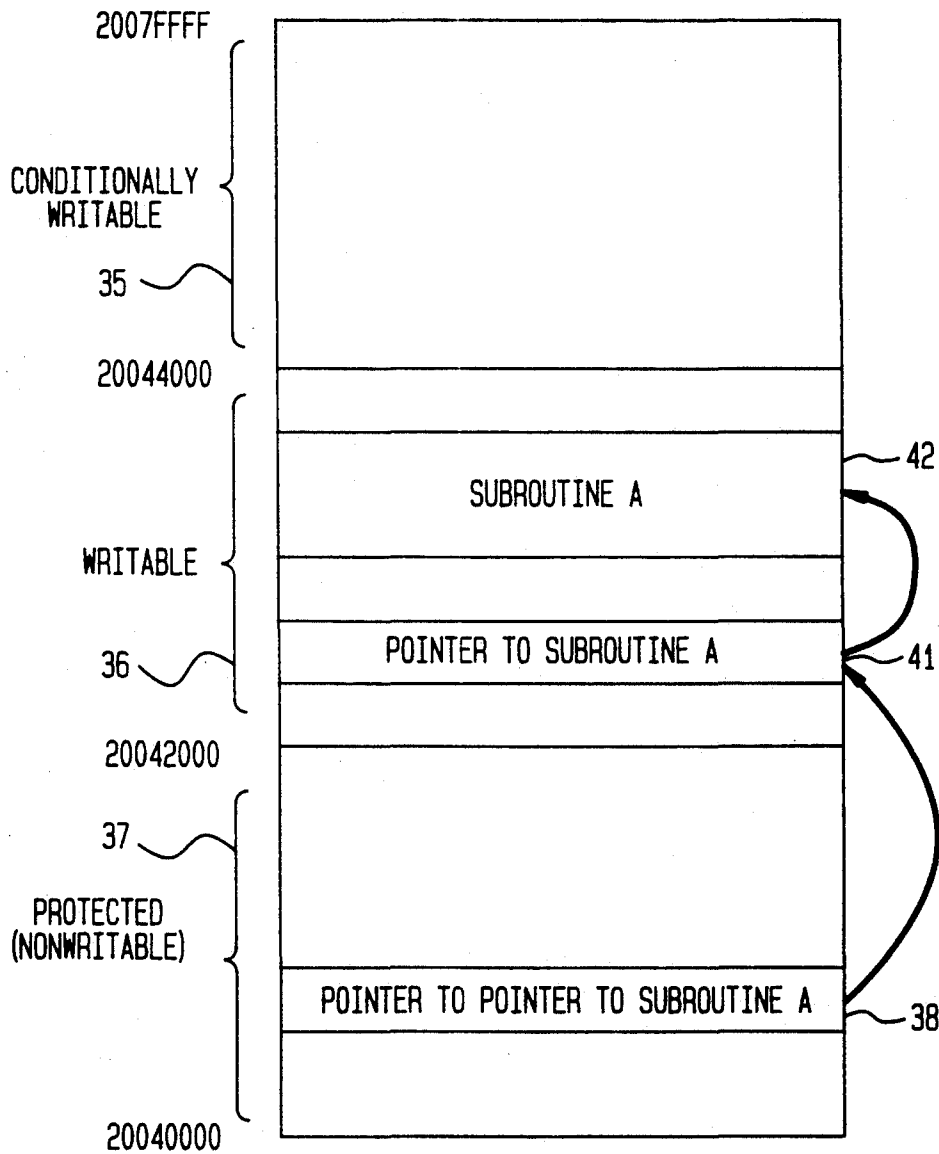 2007FFFF
CONDITIONALLY
WRITABLE
35
20044000
42
SUBROUTINE A
WRITABLE
POINTER TO SUBROUTINE A
41
36
20042000
37
PROTECTED
(NONWRITABLE)
POINTER TO POINTER TO SUBROUTINE A
38
20040000